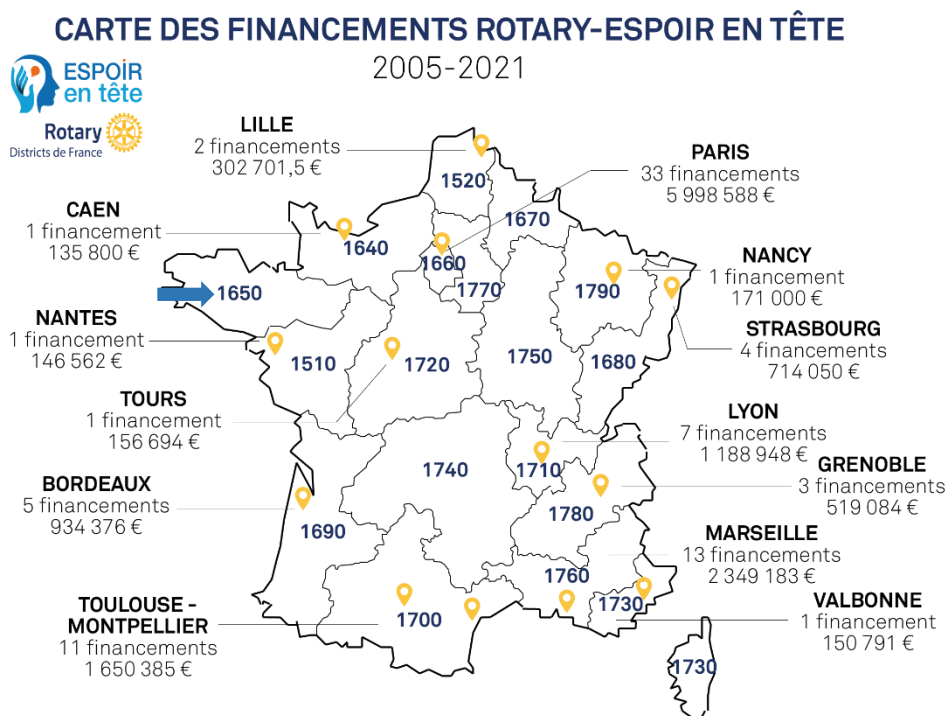 CARTE DES FINANCEMENTS ROTARY-ESPOIR EN TÊTE
2005-2021
ESPOIR
en tête
Rotary
Districts de France
LILLE
2 financements
302 701,5 €
PARIS
33 financements
5 998 588 €
CAEN
1 financement
135 800 €
NANCY
1 financement
171 000 €
NANTES
1 financement
146 562 €
STRASBOURG
4 financements
714 050 €
TOURS
1 financement
156 694 €
LYON
7 financements
1 188 948 €
GRENOBLE
3 financements
519 084 €
BORDEAUX
5 financements
934 376 €
MARSEILLE
13 financements
2 349 183 €
TOULOUSE -
MONTPELLIER
11 financements
1 650 385 €
VALBONNE
1 financement
150 791 €
1520
1670
1640
1660
1770
1790
1650
1510
1720
1750
1680
1740
1710
1780
1690
1760
1700
1730
1730